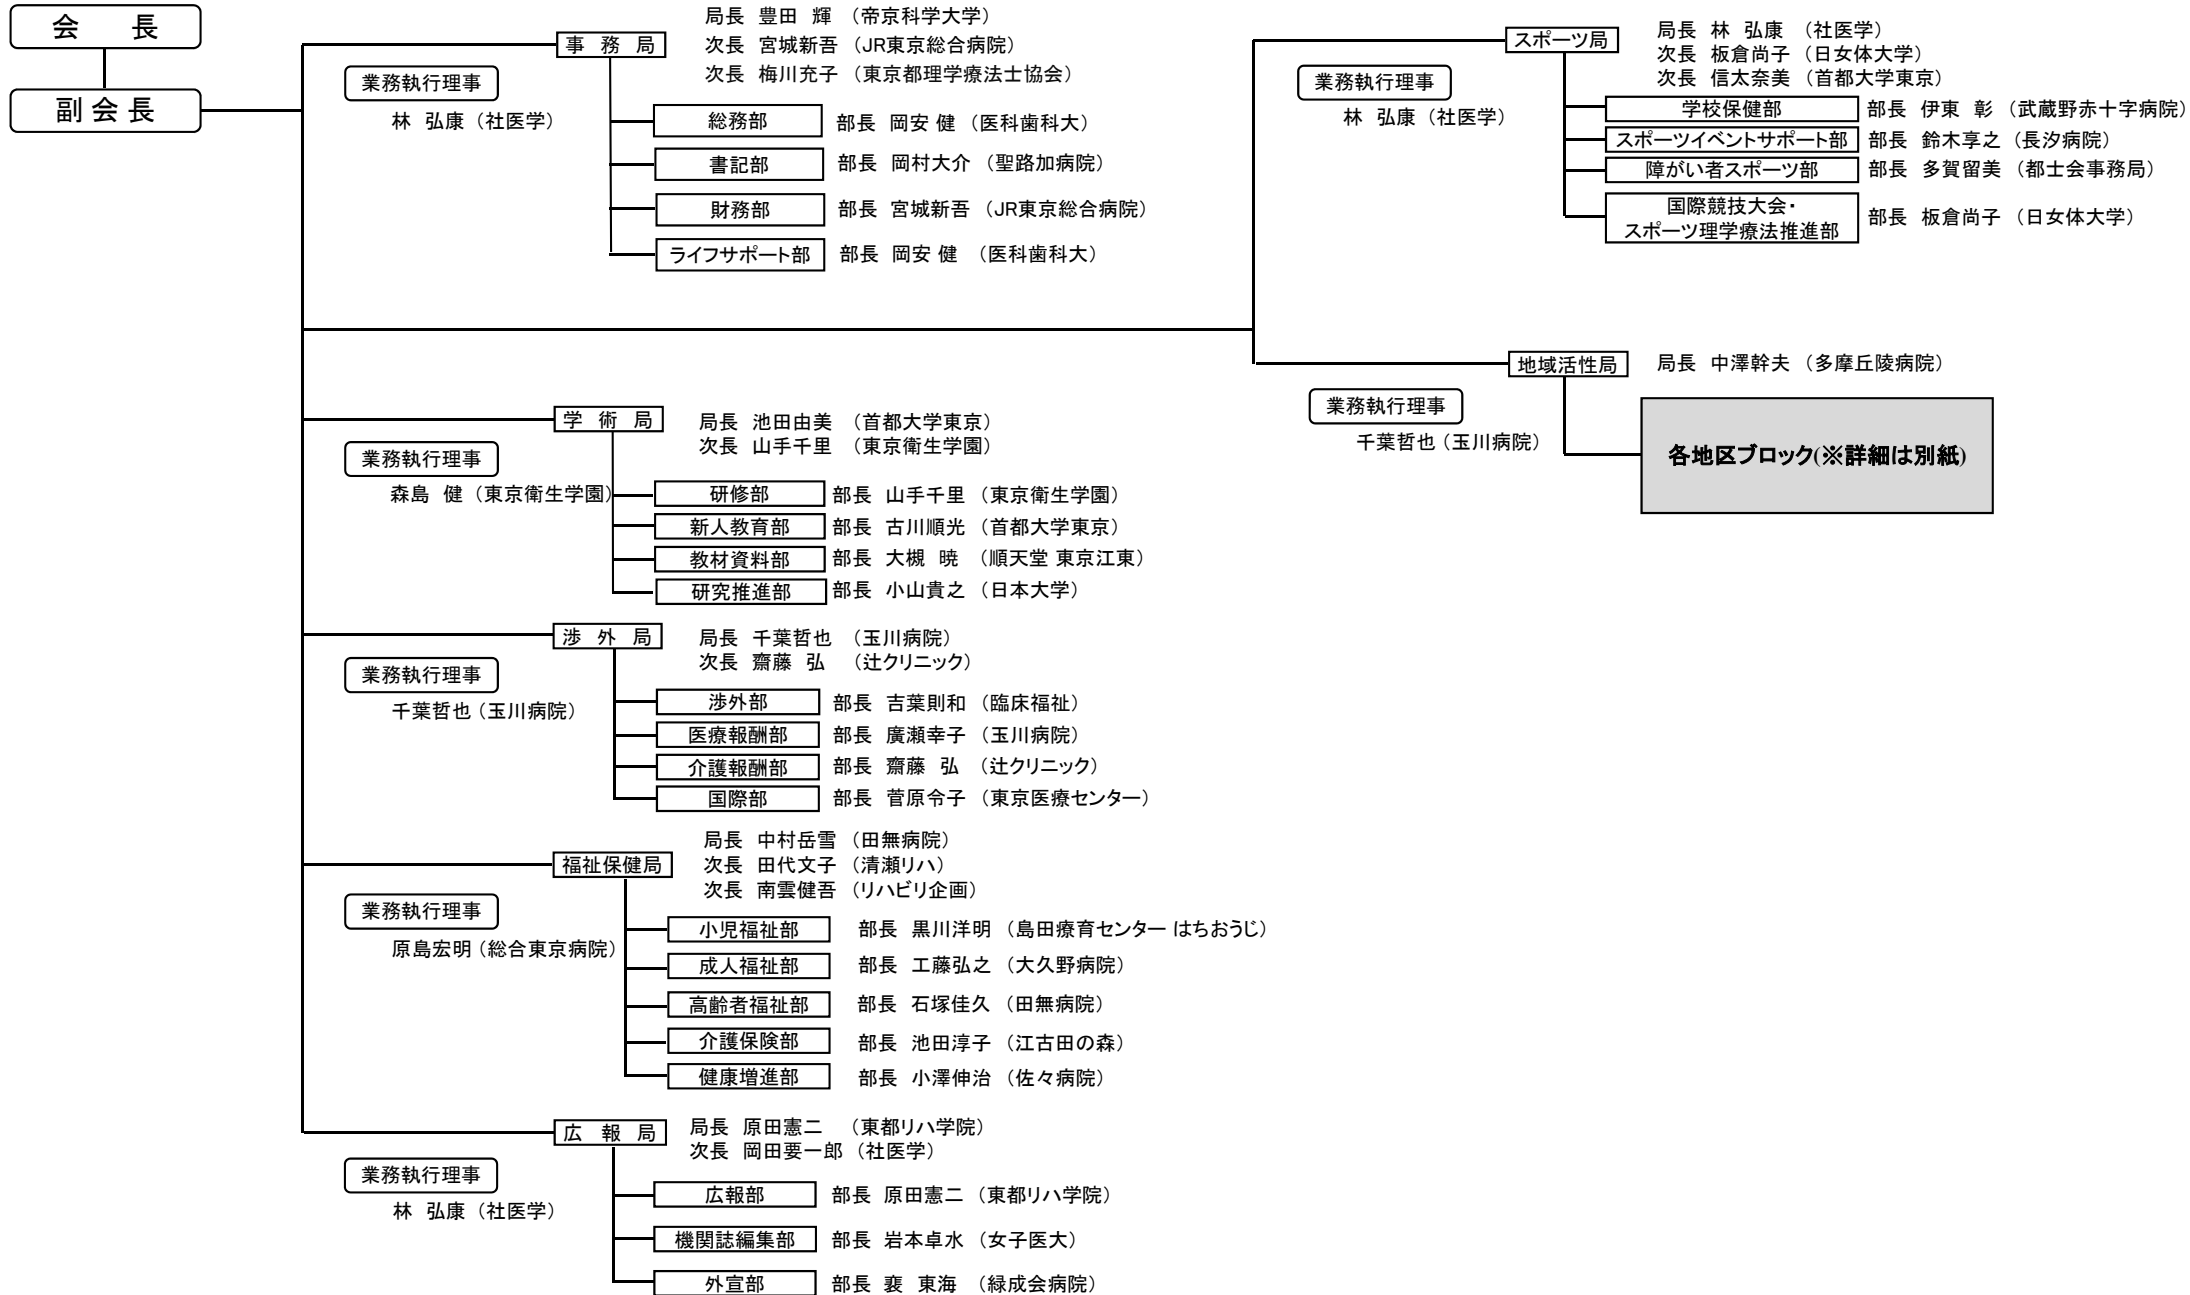 会　　長
副 会 長
事　務　局
局長　豊田　輝　（帝京科学大学）
次長　宮城新吾　（JR東京総合病院）
次長　梅川充子　（東京都理学療法士協会）
業務執行理事
林　弘康（社医学）
総務部　部長　岡安 健　（医科歯科大）
書記部　部長　岡村大介　（聖路加病院）
財務部　部長　宮城新吾　（JR東京総合病院）
ライフサポート部　部長　岡安 健　（医科歯科大）
学　術　局
局長　池田由美　（首都大学東京）
次長　山手千里　（東京衛生学園）
業務執行理事
森島　健（東京衛生学園）
研修部　部長　山手千里　（東京衛生学園）
新人教育部　部長　古川順光　（首都大学東京）
教材資料部　部長　大槻　暁　（順天堂 東京江東）
研究推進部　部長　小山貴之　（日本大学）
渉　外　局
局長　千葉哲也　（玉川病院）
次長　齋藤　弘　（辻クリニック）
業務執行理事
千葉哲也（玉川病院）
渉外部　部長　吉葉則和　（臨床福祉）
医療報酬部　部長　廣瀬幸子　（玉川病院）
介護報酬部　部長　齋藤　弘　（辻クリニック）
国際部　部長　菅原令子　（東京医療センター）
福祉保健局
局長　中村岳雪　（田無病院）
次長　田代文子　（清瀬リハ）
次長　南雲健吾　（リハビリ企画）
業務執行理事
原島宏明（総合東京病院）
小児福祉部　部長　黒川洋明　（島田療育センター はちおうじ）
成人福祉部　部長　工藤弘之　（大久野病院）
高齢者福祉部　部長　石塚佳久　（田無病院）
介護保険部　部長　池田淳子　（江古田の森）
健康増進部　部長　小澤伸治　（佐々病院）
広　報　局
局長　原田憲二　（東都リハ学院）
次長　岡田要一郎　（社医学）
業務執行理事
林　弘康（社医学）
広報部　部長　原田憲二　（東都リハ学院）
機関誌編集部　部長　岩本卓水　（女子医大）
外宣部　部長　裵　東海　（緑成会病院）
スポーツ局
局長　林　弘康　（社医学）
次長　板倉尚子　（日女体大学）
次長　信太奈美　（首都大学東京）
業務執行理事
林　弘康（社医学）
学校保健部　部長　伊東　彰　（武蔵野赤十字病院）
スポーツイベントサポート部　部長　鈴木享之　（長汐病院）
障がい者スポーツ部　部長　多賀留美　（都士会事務局）
国際競技大会・
スポーツ理学療法推進部　部長　板倉尚子　（日女体大学）
地域活性局　局長　中澤幹夫　（多摩丘陵病院）
業務執行理事
千葉哲也（玉川病院）
各地区ブロック(※詳細は別紙)